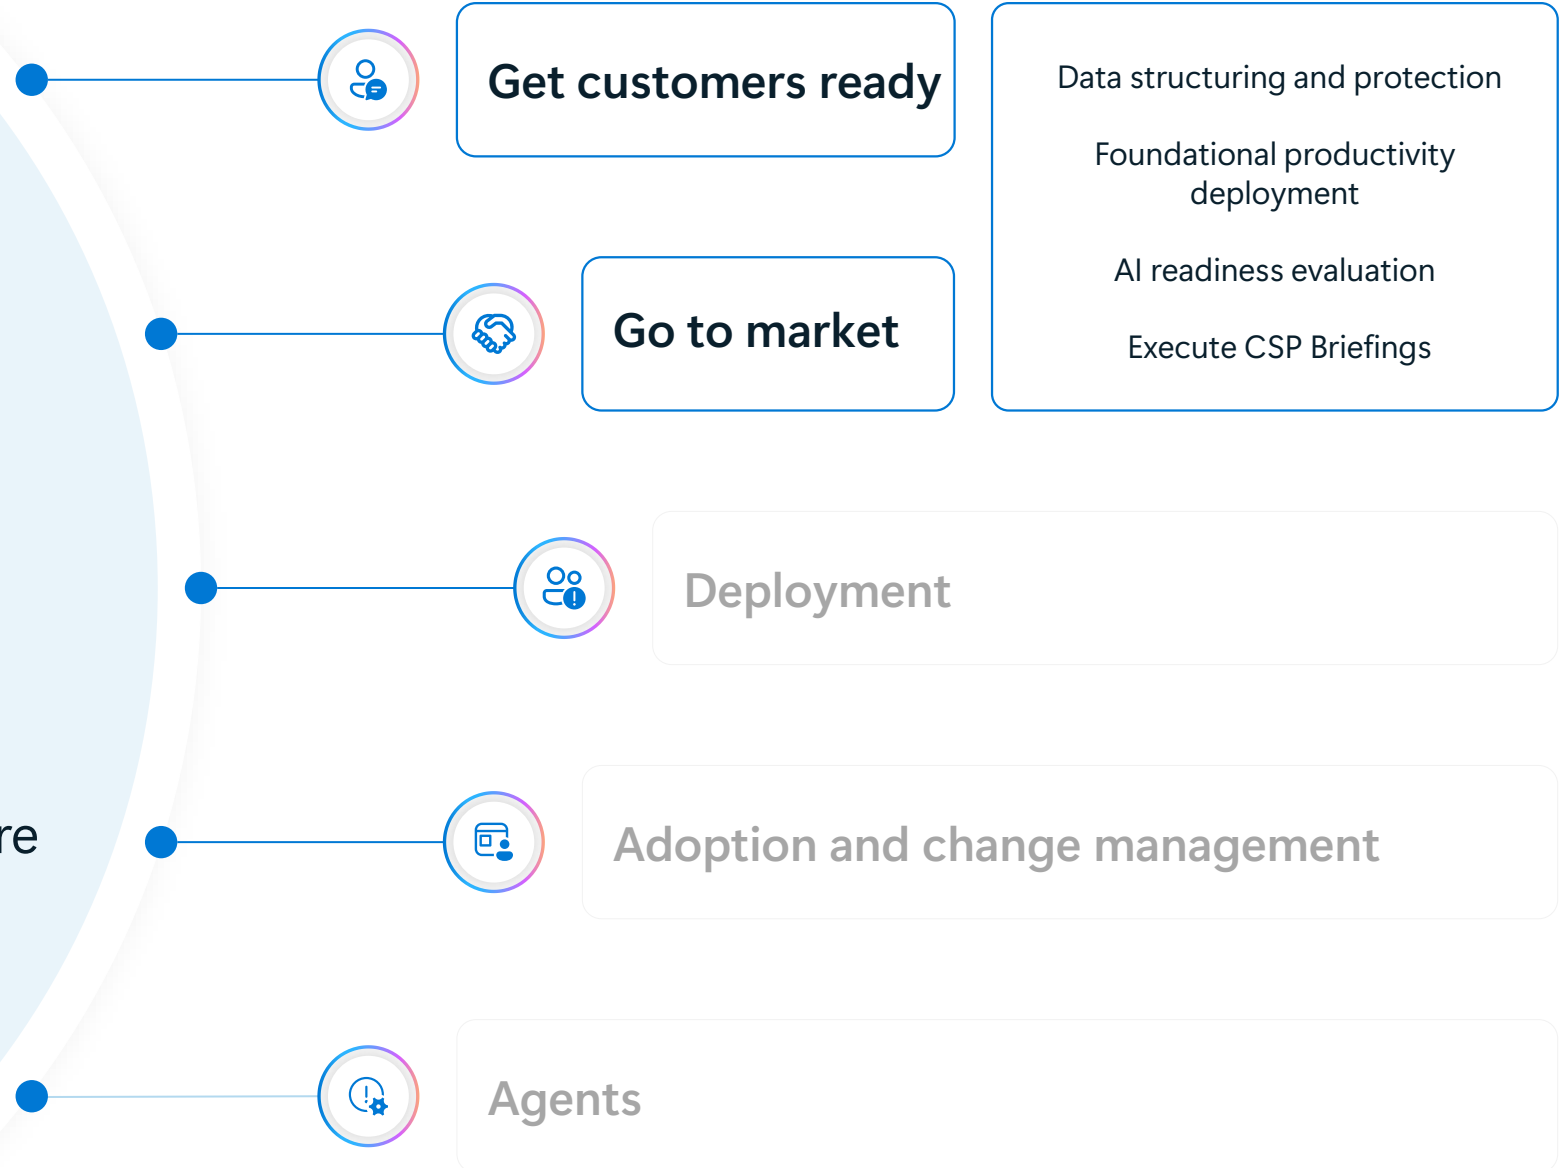 Get customers ready
Data structuring and protection
Foundational productivity
deployment
AI readiness evaluation
Execute CSP Briefings
Go to market
Deployment
Adoption and change management
Agents